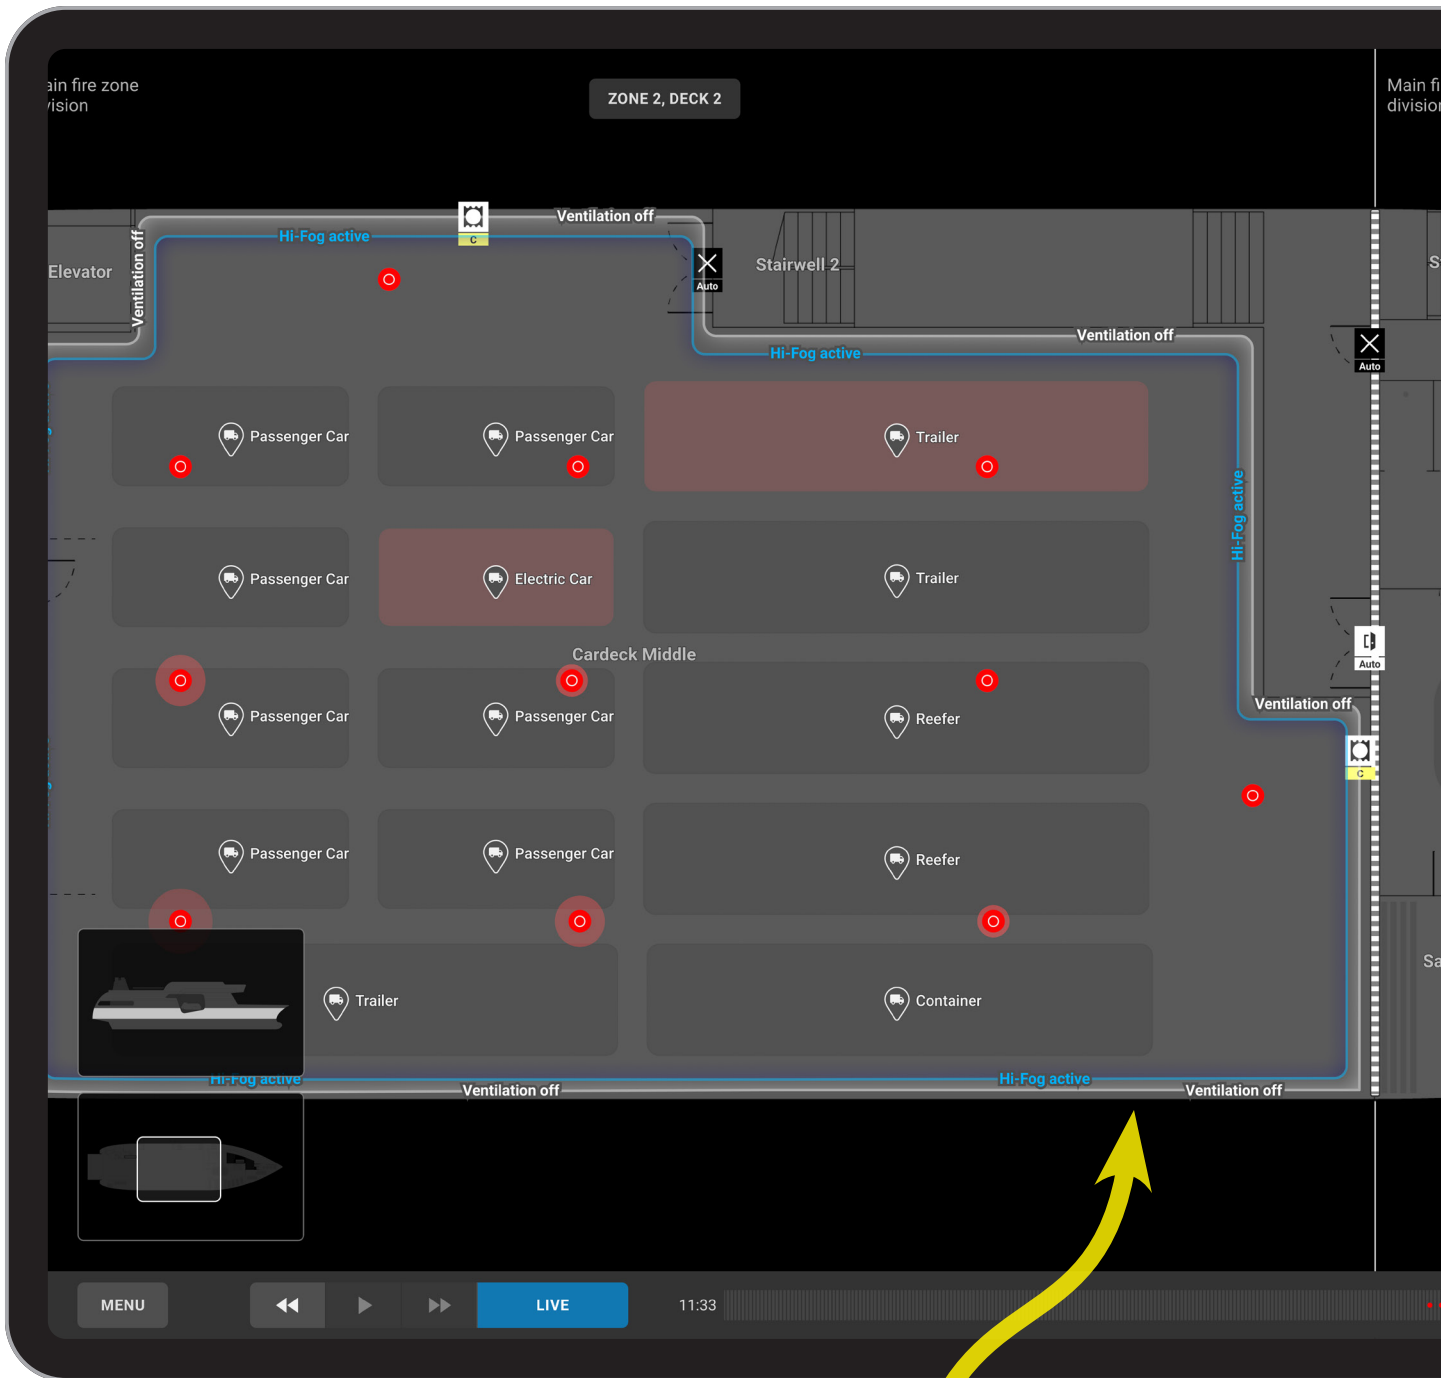 ain fire zone
ision
ZONE 2, DECK 2
Main fi
division
Ventilation off
C
Hi-Fog active
Ventilation off
Elevator
Auto
Stairwell 2
S
Ventilation off
Hi-Fog active
Auto
Passenger Car
Passenger Car
Trailer
Hi-Fog active
Passenger Car
Electric Car
Trailer
Cardeck Middle
Auto
Ventilation off
Passenger Car
Passenger Car
Reefer
C
Passenger Car
Passenger Car
Reefer
Sa
Trailer
Container
Hi-Fog active
Hi-Fog active
Ventilation off
Ventilation off
MENU
LIVE
11:33